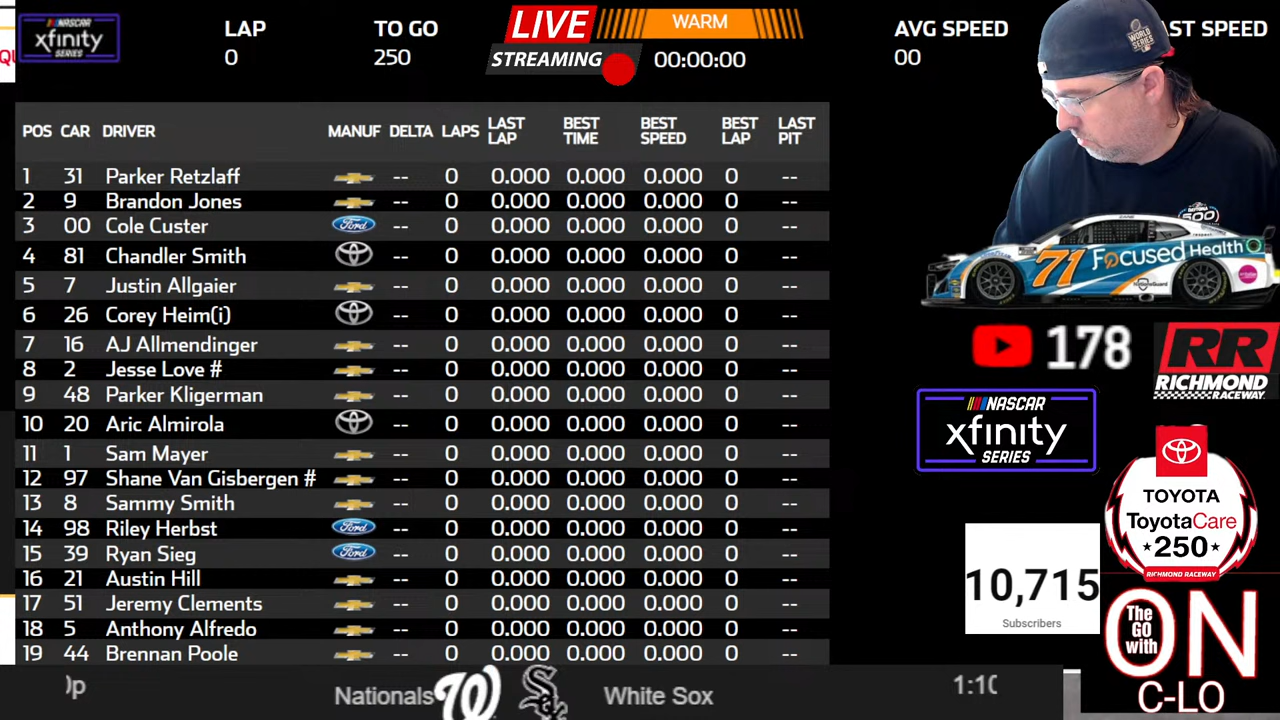 NASCAR
xfinity
SERIES
LAP
0
TO GO
250
LIVE
STREAMING
WARM
00:00:00
AVG SPEED
00
AST SPEED
POS CAR DRIVER MANUF DELTA LAPS LAST LAP BEST TIME BEST SPEED BEST LAP LAST PIT
1 31 Parker Retzlaff -- 0 0.000 0.000 0.000 0 --
2 9 Brandon Jones -- 0 0.000 0.000 0.000 0 --
3 00 Cole Custer Ford -- 0 0.000 0.000 0.000 0 --
4 81 Chandler Smith -- 0 0.000 0.000 0.000 0 --
5 7 Justin Allgaier -- 0 0.000 0.000 0.000 0 --
6 26 Corey Heim(i) -- 0 0.000 0.000 0.000 0 --
7 16 AJ Allmendinger -- 0 0.000 0.000 0.000 0 --
8 2 Jesse Love # -- 0 0.000 0.000 0.000 0 --
9 48 Parker Kligerman -- 0 0.000 0.000 0.000 0 --
10 20 Aric Almirola -- 0 0.000 0.000 0.000 0 --
11 1 Sam Mayer -- 0 0.000 0.000 0.000 0 --
12 97 Shane Van Gisbergen # -- 0 0.000 0.000 0.000 0 --
13 8 Sammy Smith -- 0 0.000 0.000 0.000 0 --
14 98 Riley Herbst Ford -- 0 0.000 0.000 0.000 0 --
15 39 Ryan Sieg Ford -- 0 0.000 0.000 0.000 0 --
16 21 Austin Hill -- 0 0.000 0.000 0.000 0 --
17 51 Jeremy Clements -- 0 0.000 0.000 0.000 0 --
18 5 Anthony Alfredo -- 0 0.000 0.000 0.000 0 --
19 44 Brennan Poole -- 0 0.000 0.000 0.000 0 --
WORLD
SERIES
DAYTONA
500
71 Focused Health
178
RR
RICHMOND
RACEWAY
NASCAR
xfinity
SERIES
TOYOTA
ToyotaCare
250
RICHMOND RACEWAY
10,715
Subscribers
The
GO
with
ON
C-LO
)p
Nationals W Sox White Sox
1:10